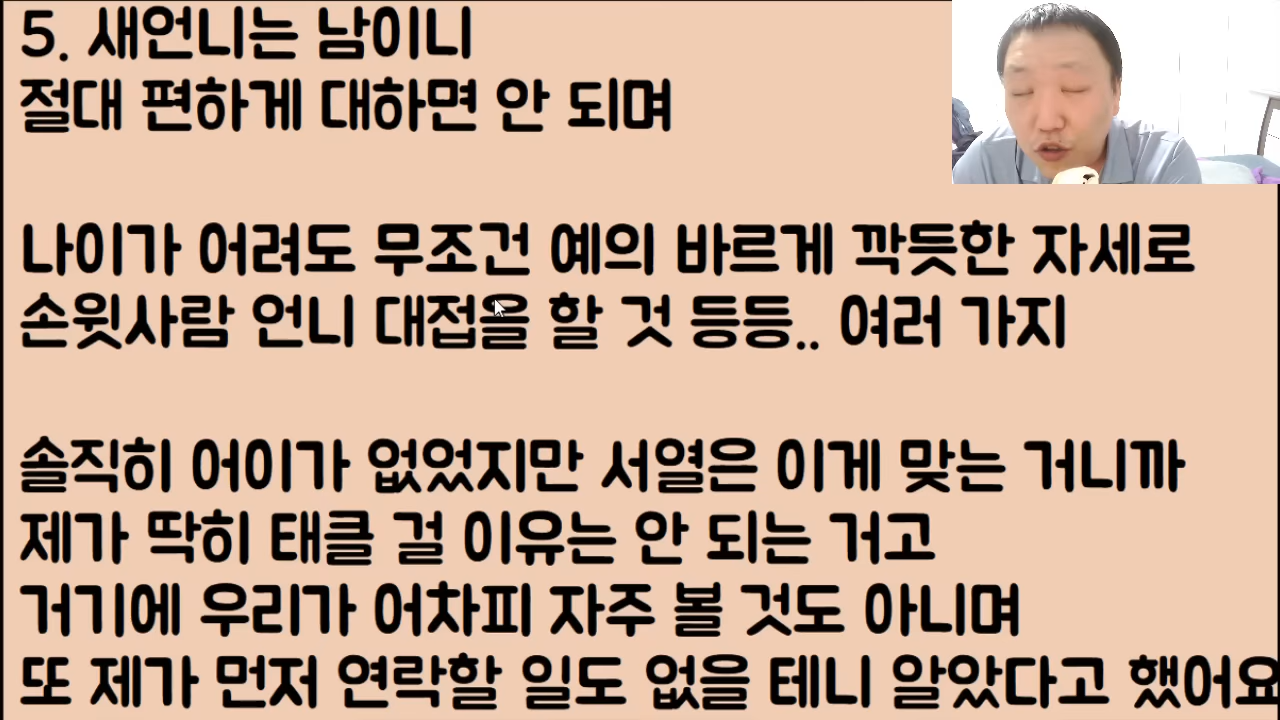 5. 새언니는 남이니
절대 편하게 대하면 안 되며
나이가 어려도 무조건 예의 바르게 깍듯한 자세로
손윗사람 언니 대접을 할 것 등등.. 여러 가지
솔직히 어이가 없었지만 서열은 이게 맞는 거니까
제가 딱히 태클 걸 이유는 안 되는 거고
거기에 우리가 어차피 자주 볼 것도 아니며
또 제가 먼저 연락할 일도 없을 테니 알았다고 했어요